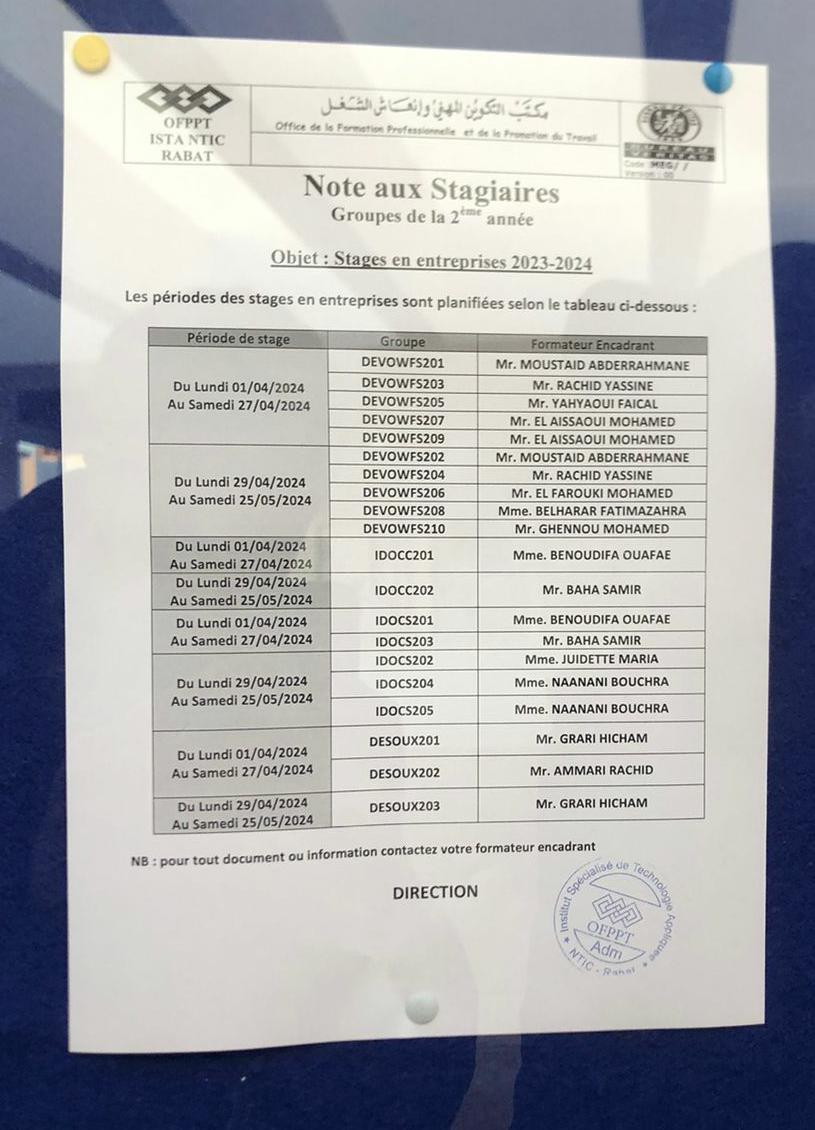 OFPPT
ISTA NTIC
RABAT
مكتب التكوين المهني وإنعاش الشغل
Office de la Formation Professionnelle et de la Promotion du Travail
BUREAU
VERITAS
Version : 00
Note aux Stagiaires
Groupes de la 2ème année
Objet : Stages en entreprises 2023-2024
Les périodes des stages en entreprises sont planifiées selon le tableau ci-dessous :
Période de stage Groupe Formateur Encadrant
Du Lundi 01/04/2024
Au Samedi 27/04/2024
DEVOWFS201 Mr. MOUSTAID ABDERRAHMANE
DEVOWFS203 Mr. RACHID YASSINE
DEVOWFS205 Mr. YAHYAOUI FAICAL
DEVOWFS207 Mr. EL AISSAOUI MOHAMED
DEVOWFS209 Mr. EL AISSAOUI MOHAMED
Du Lundi 29/04/2024
Au Samedi 25/05/2024
DEVOWFS202 Mr. MOUSTAID ABDERRAHMANE
DEVOWFS204 Mr. RACHID YASSINE
DEVOWFS206 Mr. EL FAROUKI MOHAMED
DEVOWFS208 Mme. BELHARAR FATIMAZAHRA
DEVOWFS210 Mr. GHENNOU MOHAMED
Du Lundi 01/04/2024
Au Samedi 27/04/2024
IDOCC201 Mme. BENOUDIFA OUAFAE
Du Lundi 29/04/2024
Au Samedi 25/05/2024
IDOCC202 Mr. BAHA SAMIR
Du Lundi 01/04/2024
Au Samedi 27/04/2024
IDOCS201 Mme. BENOUDIFA OUAFAE
IDOCS203 Mr. BAHA SAMIR
Du Lundi 29/04/2024
Au Samedi 25/05/2024
IDOCS202 Mme. JUIDETTE MARIA
IDOCS204 Mme. NAANANI BOUCHRA
IDOCS205 Mme. NAANANI BOUCHRA
Du Lundi 01/04/2024
Au Samedi 27/04/2024
DESOUX201 Mr. GRARI HICHAM
DESOUX202 Mr. AMMARI RACHID
Du Lundi 29/04/2024
Au Samedi 25/05/2024
DESOUX203 Mr. GRARI HICHAM
NB : pour tout document ou information contactez votre formateur encadrant
DIRECTION
Institut Spécialisé de Technologie Appliquée
OFPPT
Adm
NTIC - Rabat